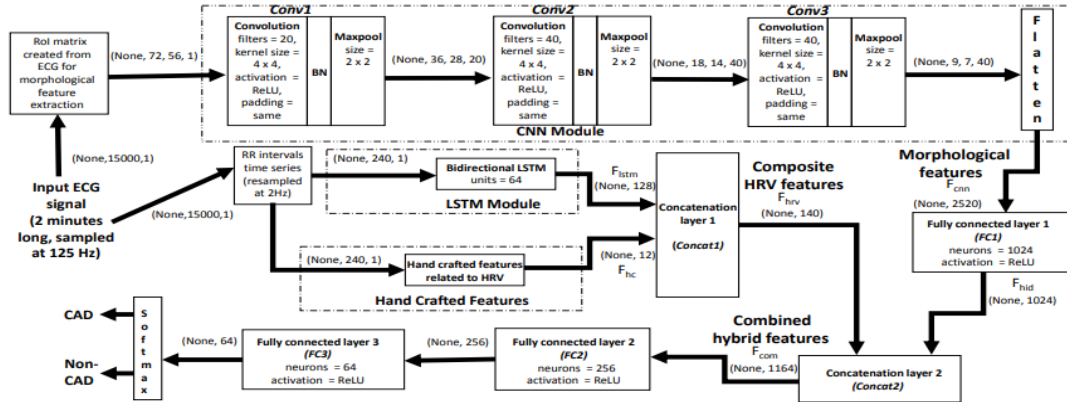 Conv1
Conv2
Conv3
RoI matrix
created from ECG
for morphological
feature
extraction
(None, 72, 56, 1)
Convolution
filters = 20,
kernel size =
4 x 4,
activation =
ReLU,
padding =
same
BN
Maxpool
size =
2 x 2
(None, 36, 28, 20)
Convolution
filters = 40,
kernel size =
4 x 4,
activation =
ReLU,
padding =
same
BN
Maxpool
size =
2 x 2
(None, 18, 14, 40)
Convolution
filters = 40,
kernel size =
4 x 4,
activation =
ReLU,
padding =
same
BN
Maxpool
size =
2 x 2
(None, 9, 7, 40)
Flatten
CNN Module
(None,15000,1)
Input ECG
signal
(2 minutes
long, sampled
at 125 Hz)
(None,15000,1)
RR intervals
time series
(resampled
at 2Hz)
(None, 240, 1)
Bidirectional LSTM
units = 64
LSTM Module
Flstm
(None, 128)
(None, 240, 1)
Hand crafted features
related to HRV
Hand Crafted Features
(None, 12)
Fhc
Concatenation
layer 1
(Concat1)
Composite
HRV features
Fhrv
(None, 140)
Morphological
features
Fcnn
(None, 2520)
Fully connected layer 1
(FC1)
neurons = 1024
activation = ReLU
Fhid
(None, 1024)
Concatenation layer 2
(Concat2)
Combined
hybrid features
Fcom
(None, 1164)
Fully connected layer 2
(FC2)
neurons = 256
activation = ReLU
(None, 256)
Fully connected layer 3
(FC3)
neurons = 64
activation = ReLU
(None, 64)
Softmax
CAD
Non-
CAD